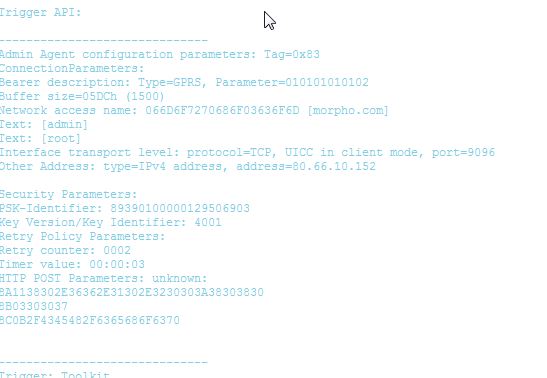 Trigger API:
-----------------------------
Admin Agent configuration parameters: Tag=0x83
ConnectionParameters:
Bearer description: Type=GPRS, Parameter=010101010102
Buffer size=05DCh (1500)
Network access name: 066D6F7270686F03636F6D [morpho.com]
Text: [admin]
Text: [root]
Interface transport level: protocol=TCP, UICC in client mode, port=9096
Other Address: type=IPv4 address, address=80.66.10.152
Security Parameters:
PSK-Identifier: 89390100000129506903
Key Version/Key Identifier: 4001
Retry Policy Parameters:
Retry counter: 0002
Timer value: 00:00:03
HTTP POST Parameters: unknown:
8A1138302E36362E31302E3230303A38303830
8B03303037
8C0B2F4345482F6365686F6370
-----------------------------
Trigger: Toolkit